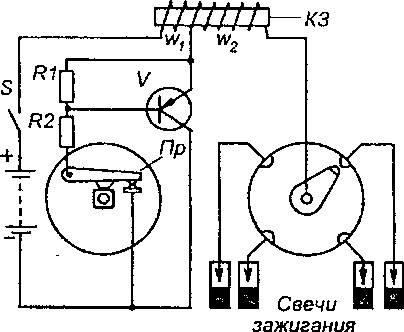 КЗ
w1 w2
S R1 V
R2
Пр
+
-
Свечи
зажигания